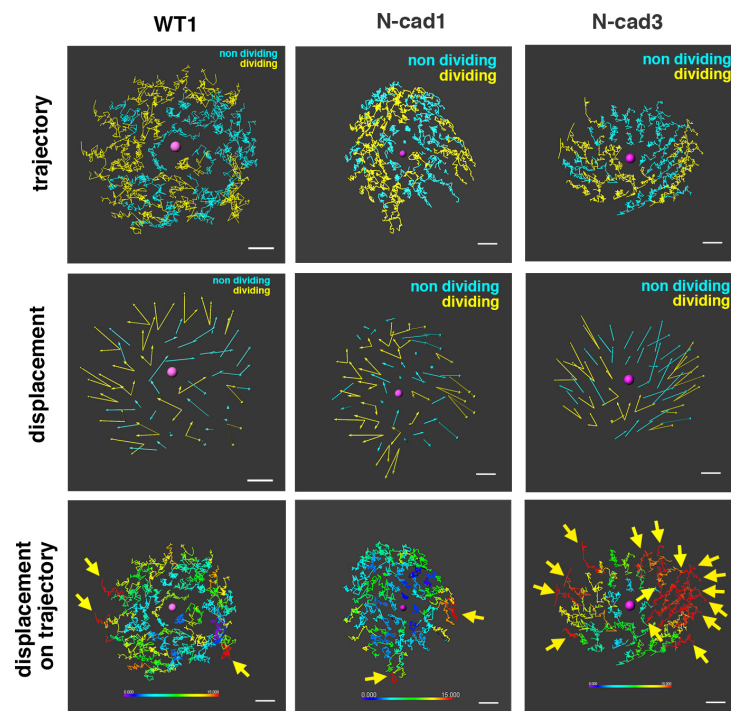 WT1
N-cad1
N-cad3
trajectory
non dividing
dividing
non dividing
dividing
non dividing
dividing
displacement
non dividing
dividing
non dividing
dividing
non dividing
dividing
displacement
on trajectory
0.000
15.000